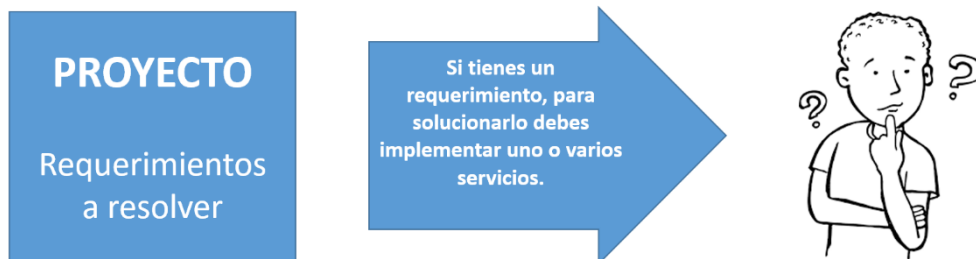 PROYECTO
Requerimientos
a resolver
Si tienes un
requerimiento, para
solucionarlo debes
implementar uno o varios
servicios.
?
?